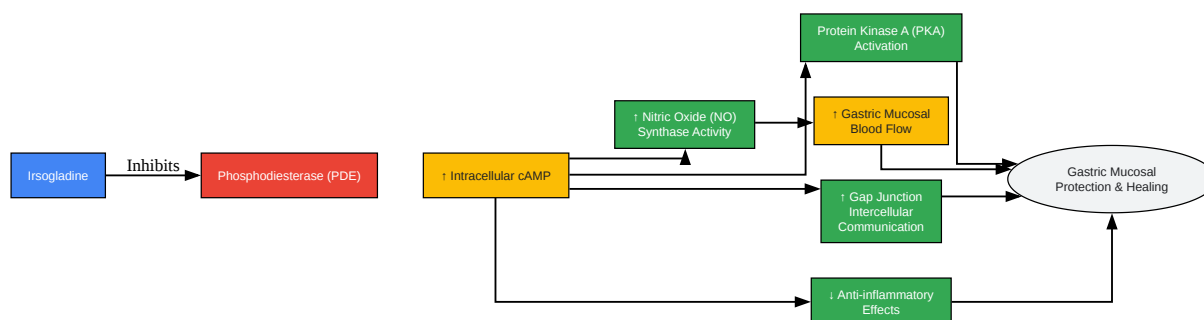 Irsogladine
Inhibits
Phosphodiesterase (PDE)
↑ Intracellular cAMP
↑ Nitric Oxide (NO)
Synthase Activity
Protein Kinase A (PKA)
Activation
↑ Gastric Mucosal
Blood Flow
↑ Gap Junction
Intercellular
Communication
↓ Anti-inflammatory
Effects
Gastric Mucosal
Protection & Healing